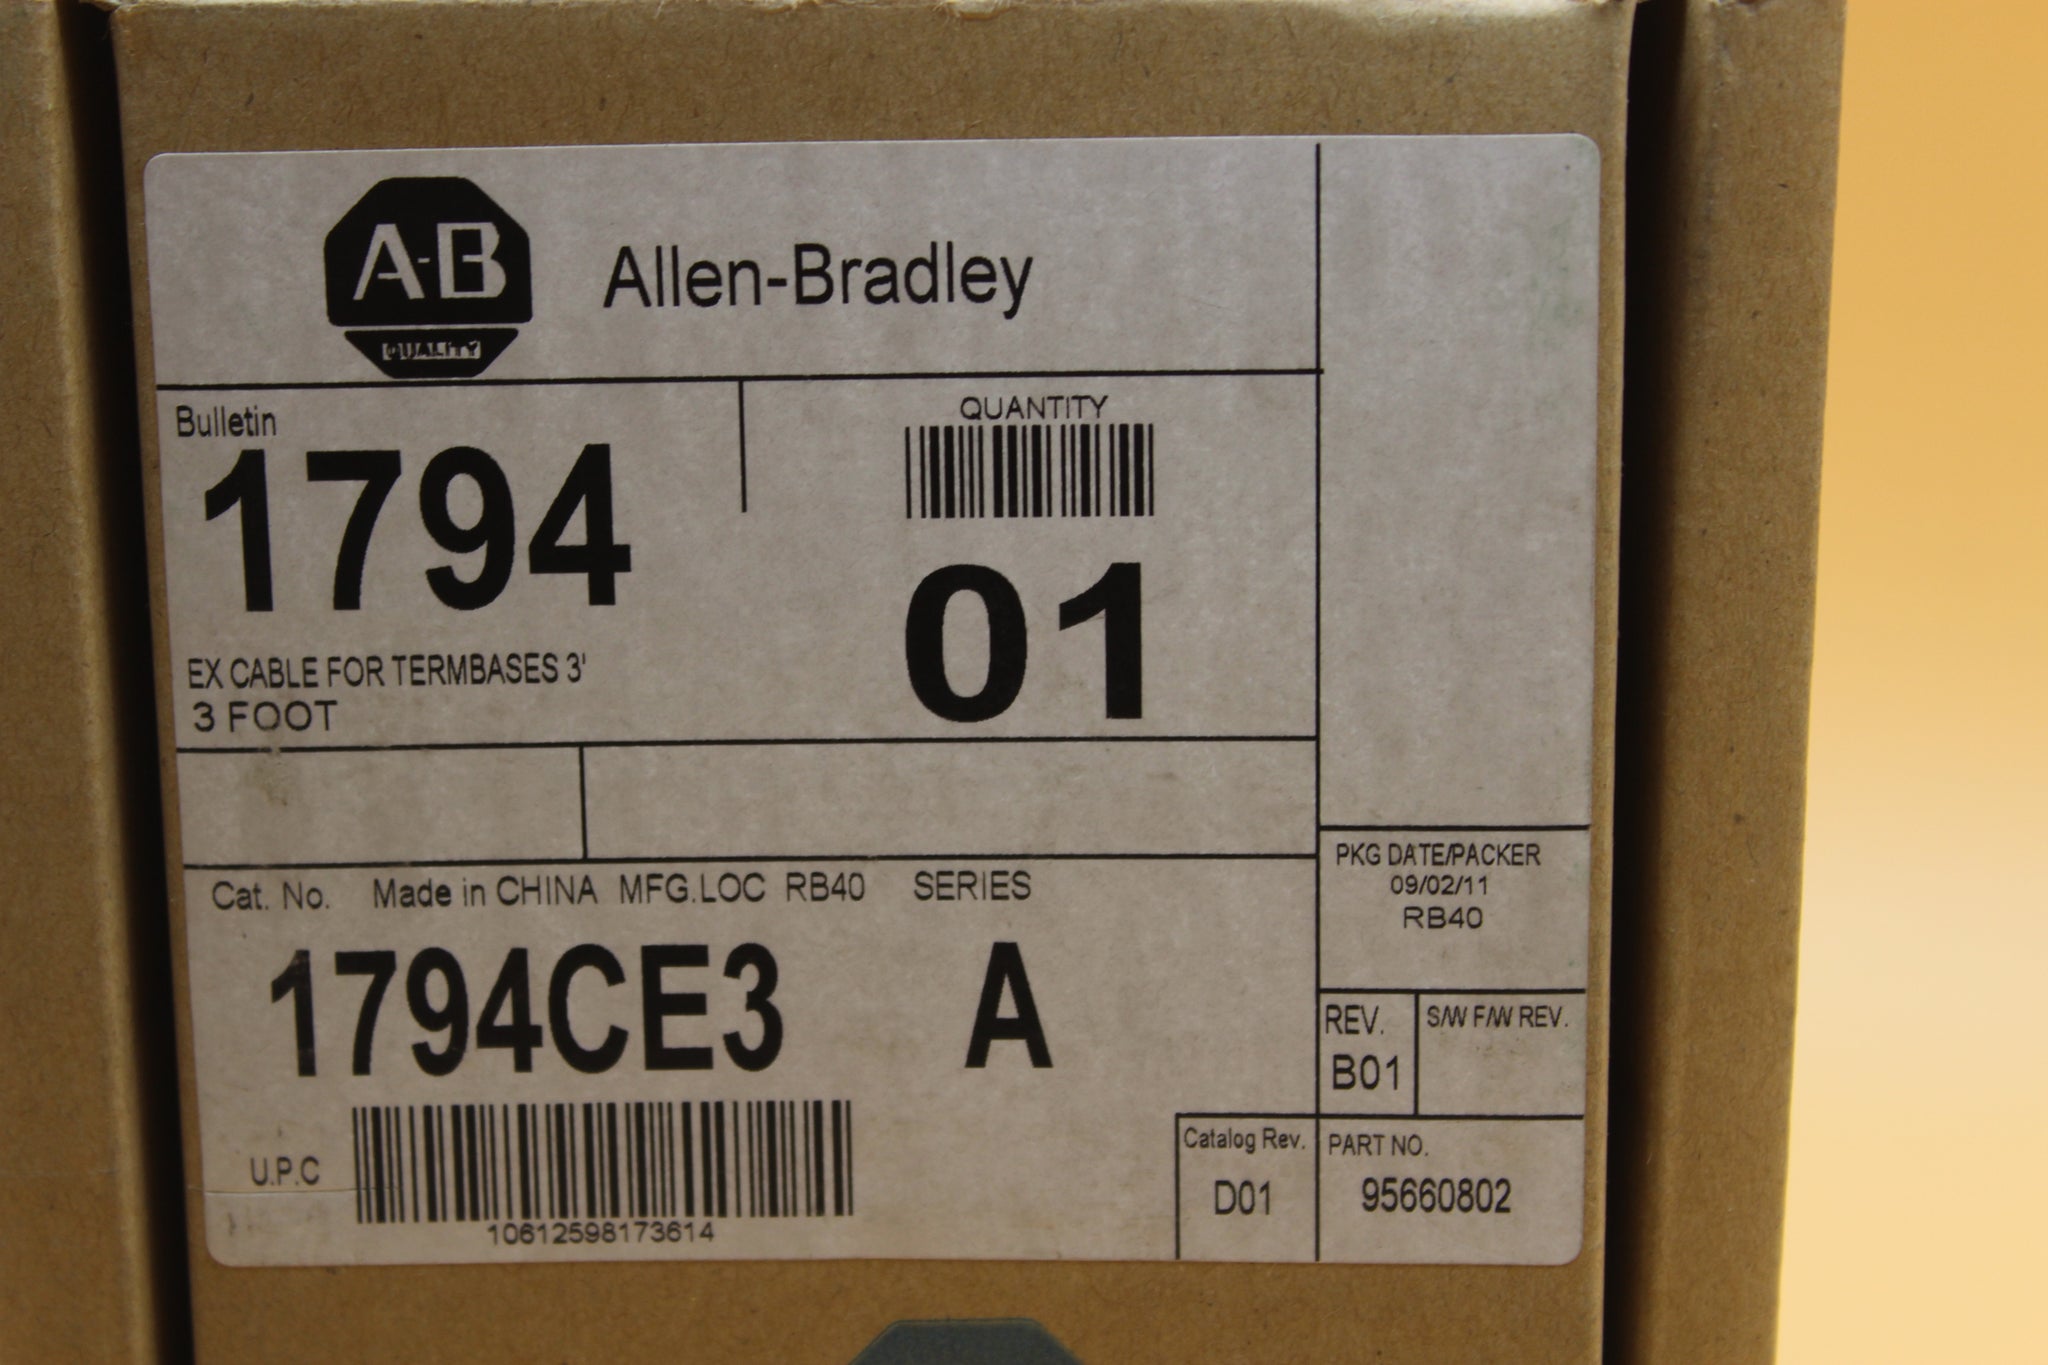 A-B
QUALITY
Allen-Bradley
Bulletin
1794
QUANTITY
01
EX CABLE FOR TERMBASES 3'
3 FOOT
Cat. No. Made in CHINA MFG.LOC RB40 SERIES
1794CE3 A
U.P.C
10612598173614
PKG DATE/PACKER
09/02/11
RB40
REV.
B01
S/W F/W REV.
Catalog Rev.
D01
PART NO.
95660802